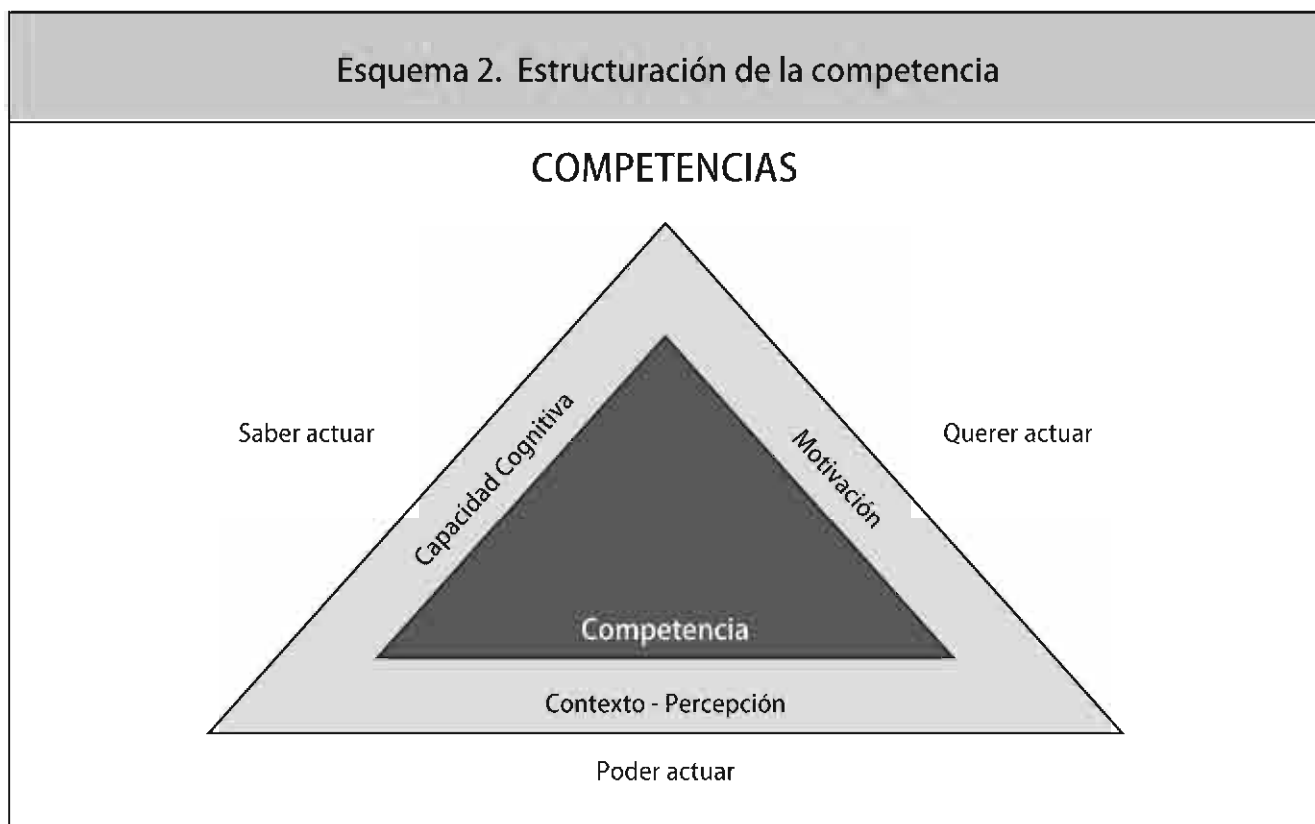 Esquema 2. Estructuración de la competencia
COMPETENCIAS
Saber actuar
Capacidad Cognitiva
Motivación
Querer actuar
Competencia
Contexto - Percepción
Poder actuar